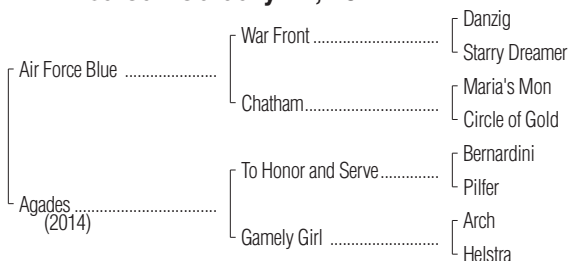 Danzig
War Front
Starry Dreamer
Air Force Blue
Maria's Mon
Chatham
Circle of Gold
Bernardini
To Honor and Serve
Pilfer
Agades
(2014)
Arch
Gamely Girl
Helstra